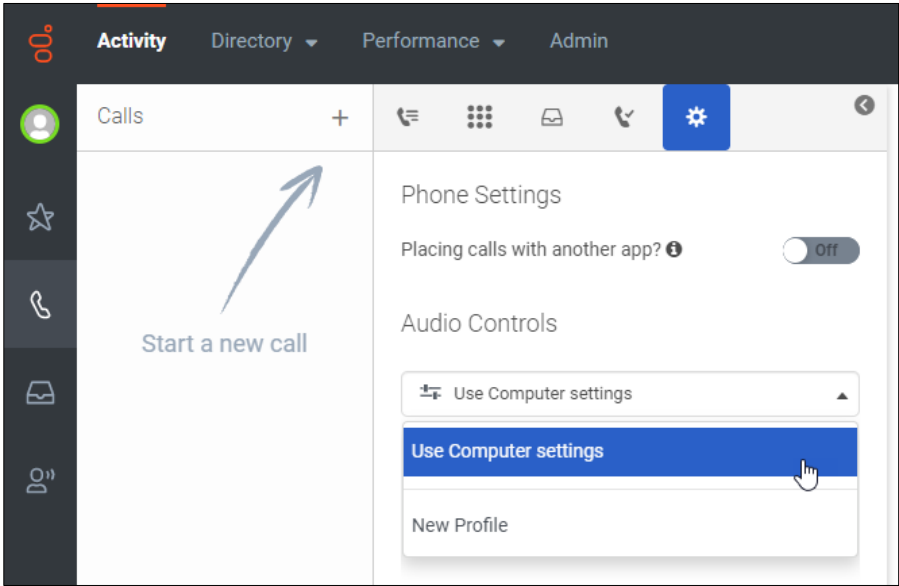 Activity
Directory
Performance
Admin
Calls
Start a new call
Phone Settings
Placing calls with another app?
Off
Audio Controls
Use Computer settings
Use Computer settings
New Profile